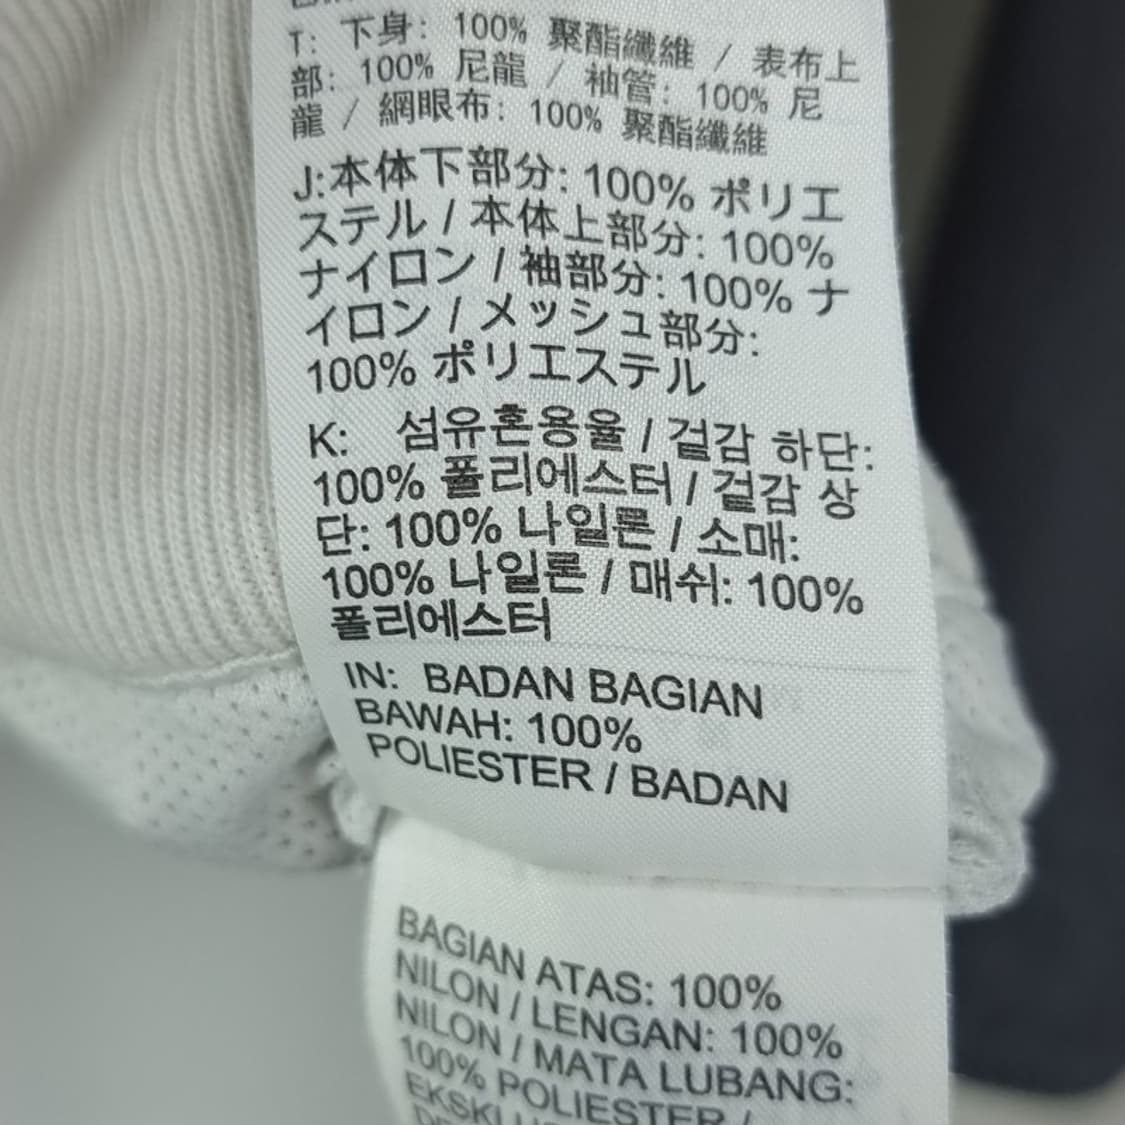 T: 下身: 100% 聚酯纖維 / 表布上
部: 100% 尼龍 / 袖管: 100% 尼
龍 / 網眼布: 100% 聚酯纖維
J:本体下部分: 100% ポリエ
ステル / 本体上部分: 100%
ナイロン / 袖部分: 100% ナ
イロン / メッシュ部分:
100% ポリエステル
K: 섬유혼용율 / 겉감 하단:
100% 폴리에스터 / 겉감 상
단: 100% 나일론 / 소매:
100% 나일론 / 매쉬: 100%
폴리에스터
IN: BADAN BAGIAN
BAWAH: 100%
POLIESTER / BADAN
BAGIAN ATAS: 100%
NILON / LENGAN: 100%
NILON / MATA LUBANG:
100% POLIESTER /